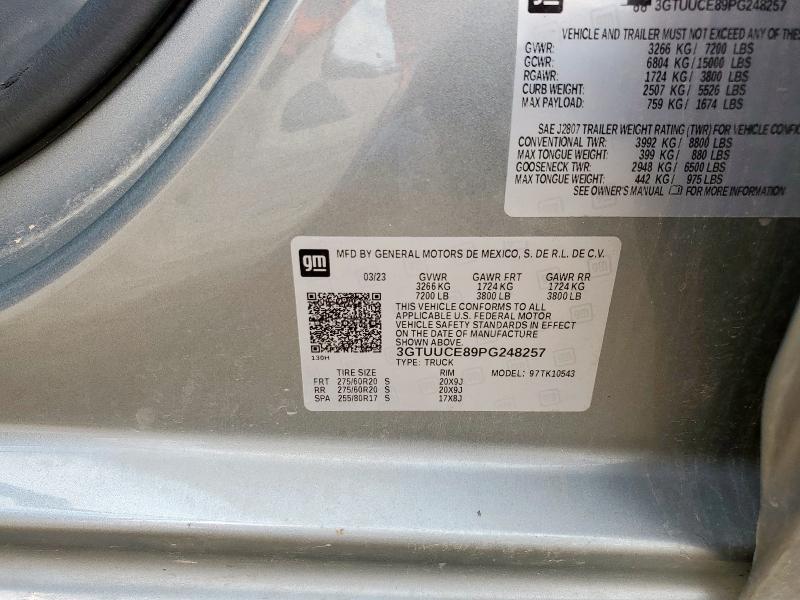 3GTUUCE89PG248257
VEHICLE AND TRAILER MUST NOT EXCEED ANY OF THES
GVWR: 3266 KG / 7200 LBS
GCWR: 6804 KG / 15000 LBS
RGAWR: 1724 KG / 3800 LBS
CURB WEIGHT: 2507 KG / 5526 LBS
MAX PAYLOAD: 759 KG / 1674 LBS
SAE J2807 TRAILER WEIGHT RATING (TWR) FOR VEHICLE CONFIG
CONVENTIONAL TWR: 3992 KG / 8800 LBS
MAX TONGUE WEIGHT: 399 KG / 880 LBS
GOOSENECK TWR: 2948 KG / 6500 LBS
MAX TONGUE WEIGHT: 442 KG / 975 LBS
SEE OWNER'S MANUAL FOR MORE INFORMATION
gm MFD BY GENERAL MOTORS DE MEXICO, S. DE R.L. DE C.V.
03/23 GVWR GAWR FRT GAWR RR
3266 KG 1724 KG 1724 KG
7200 LB 3800 LB 3800 LB
THIS VEHICLE CONFORMS TO ALL
APPLICABLE U.S. FEDERAL MOTOR
VEHICLE SAFETY STANDARDS IN EFFECT
ON THE DATE OF MANUFACTURE
SHOWN ABOVE.
130H 3GTUUCE89PG248257
TYPE: TRUCK
TIRE SIZE RIM MODEL: 97TK10543
FRT 275/60R20 S 20X9J
RR 275/60R20 S 20X9J
SPA 255/80R17 S 17X8J